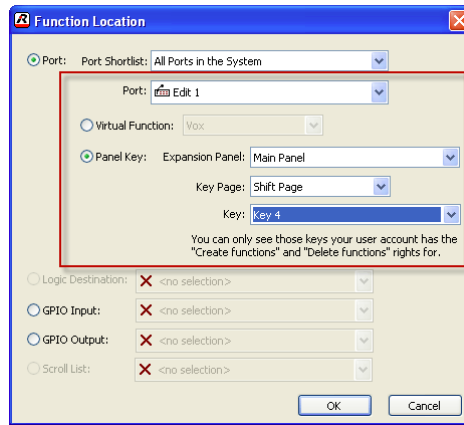 Function Location
Port: Port Shortlist: All Ports in the System
Port: Edit 1
Virtual Function: Vox
Panel Key: Expansion Panel: Main Panel
Key Page: Shift Page
Key: Key 4
You can only see those keys your user account has the
"Create functions" and "Delete functions" rights for.
Logic Destination: <no selection>
GPIO Input: <no selection>
GPIO Output: <no selection>
Scroll List: <no selection>
OK Cancel